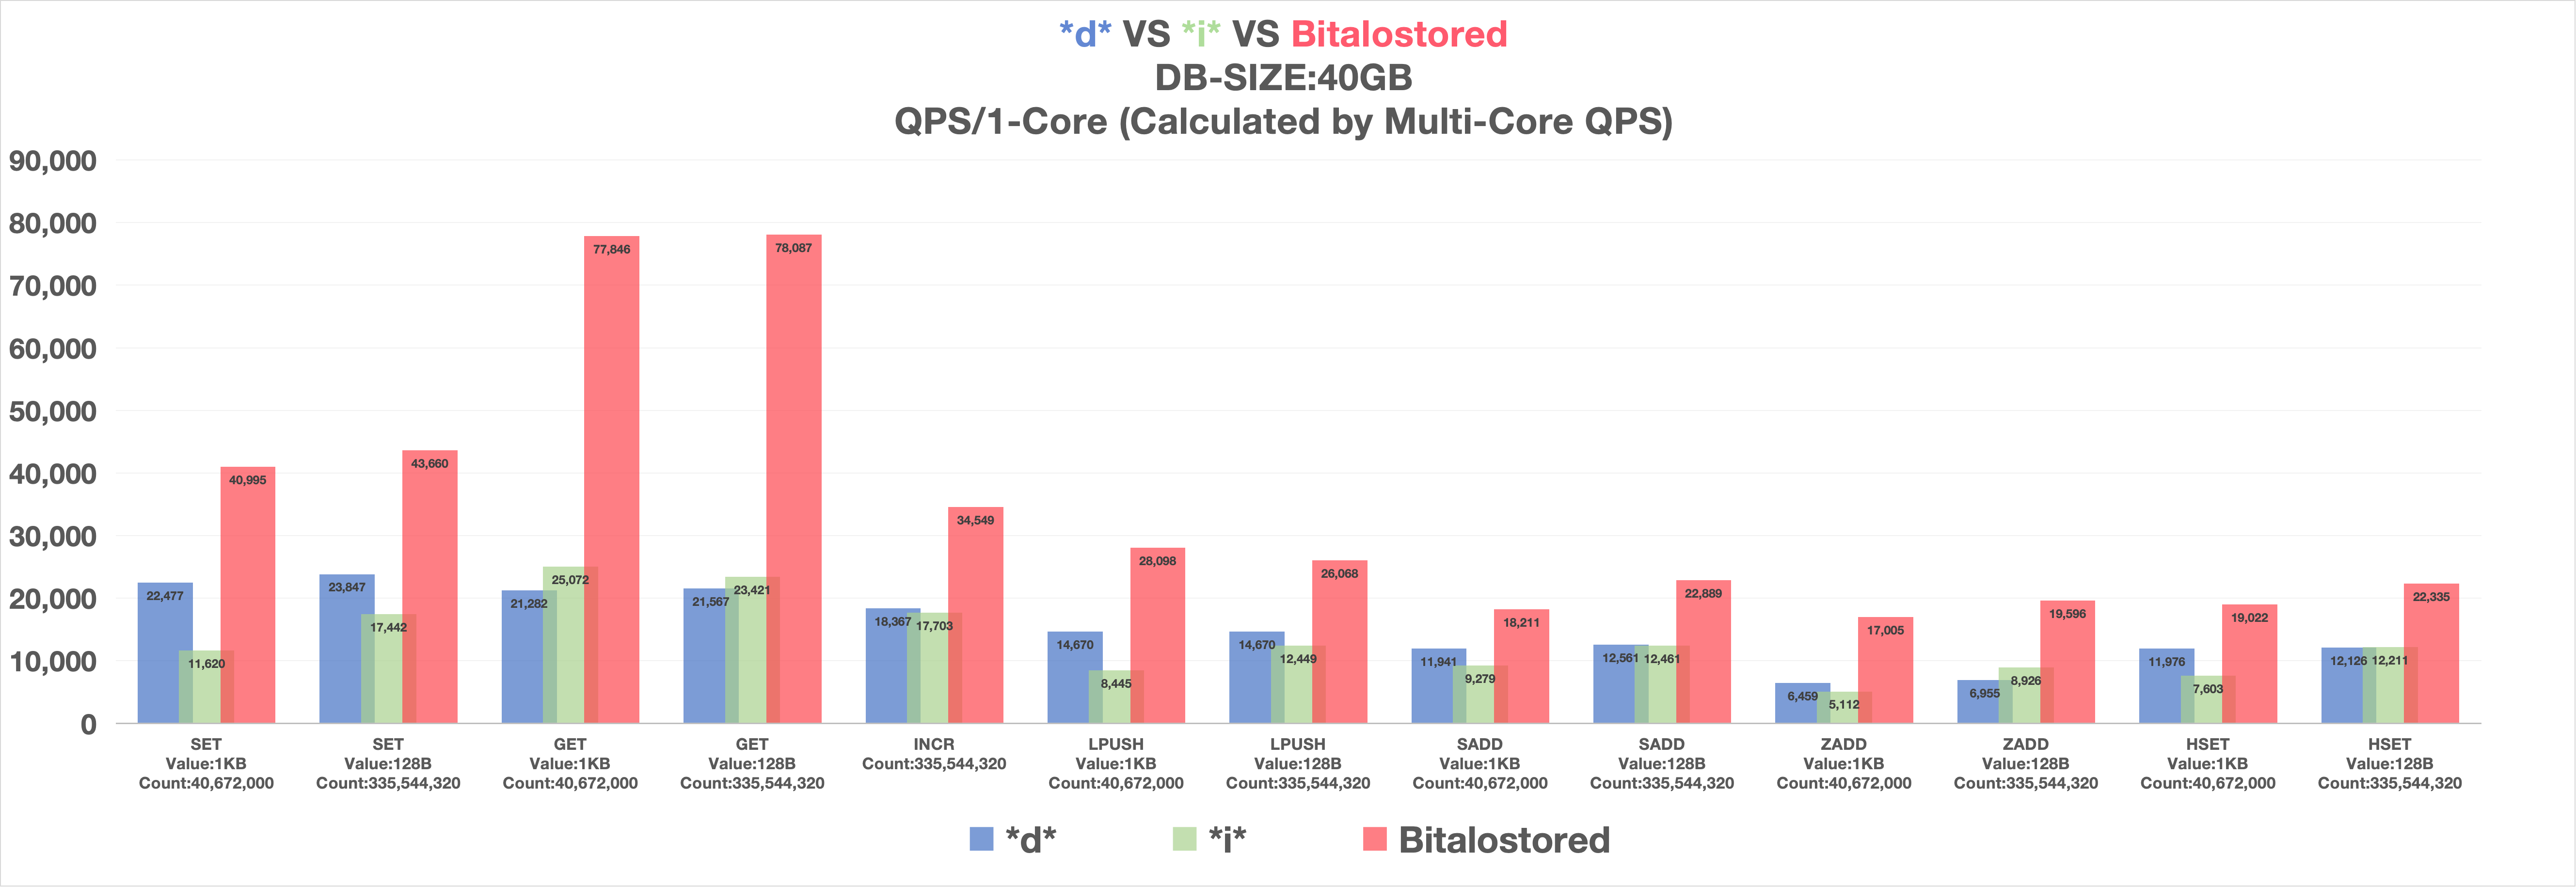 *d* VS *i* VS Bitalostored
DB-SIZE:40GB
QPS/1-Core (Calculated by Multi-Core QPS)
90,000
80,000
70,000
60,000
50,000
40,000
30,000
20,000
10,000
0
22,477
11,620
40,995
23,847
17,442
43,660
21,282
25,072
77,846
21,567
23,421
78,087
18,367
17,703
34,549
14,670
8,445
28,098
14,670
12,449
26,068
11,941
9,279
18,211
12,561
12,461
22,889
6,459
5,112
17,005
6,955
8,926
19,596
11,976
7,603
19,022
12,126
12,211
22,335
SET
Value:1KB
Count:40,672,000
SET
Value:128B
Count:335,544,320
GET
Value:1KB
Count:40,672,000
GET
Value:128B
Count:335,544,320
INCR
Count:335,544,320
LPUSH
Value:1KB
Count:40,672,000
LPUSH
Value:128B
Count:335,544,320
SADD
Value:1KB
Count:40,672,000
SADD
Value:128B
Count:335,544,320
ZADD
Value:1KB
Count:40,672,000
ZADD
Value:128B
Count:335,544,320
HSET
Value:1KB
Count:40,672,000
HSET
Value:128B
Count:335,544,320
*d*
*i*
Bitalostored